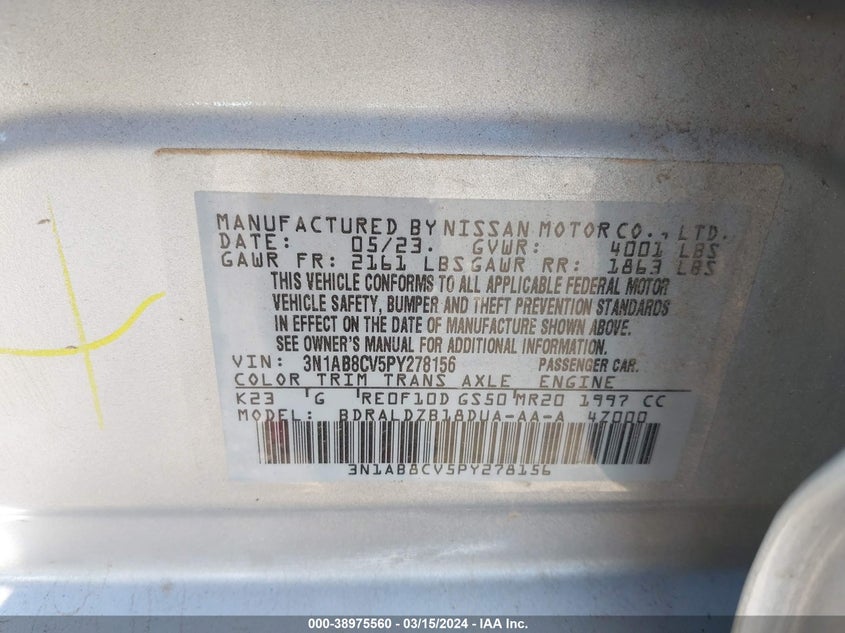 MANUFACTURED BY NISSAN MOTOR CO., LTD.
DATE: 05/23. GVWR: 4001 LBS
GAWR FR: 2161 LBS GAWR RR: 1863 LBS
THIS VEHICLE CONFORMS TO ALL APPLICABLE FEDERAL MOTOR
VEHICLE SAFETY, BUMPER AND THEFT PREVENTION STANDARDS
IN EFFECT ON THE DATE OF MANUFACTURE SHOWN ABOVE.
SEE OWNER'S MANUAL FOR ADDITIONAL INFORMATION.
VIN: 3N1AB8CV5PY278156 PASSENGER CAR.
COLOR TRIM TRANS AXLE ENGINE
K23 G RE0F10D GS50 MR20 1997 CC
MODEL: BDRALDZB18DUA-AA-A 47000
3N1AB8CV5PY278156
000-38975560 - 03/15/2024 - IAA Inc.